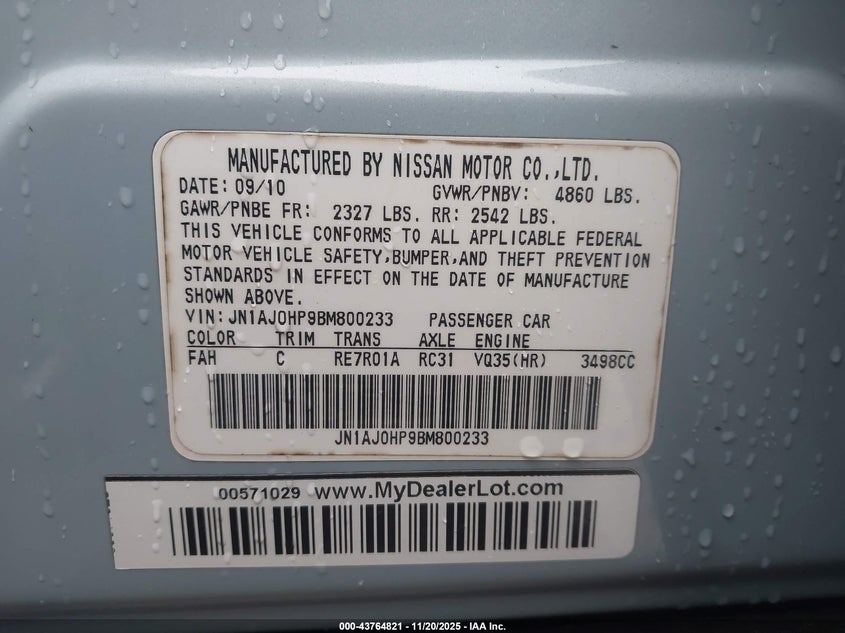 MANUFACTURED BY NISSAN MOTOR CO.,LTD.
DATE: 09/10 GVWR/PNBV: 4860 LBS.
GAWR/PNBE FR: 2327 LBS. RR: 2542 LBS.
THIS VEHICLE CONFORMS TO ALL APPLICABLE FEDERAL
MOTOR VEHICLE SAFETY,BUMPER,AND THEFT PREVENTION
STANDARDS IN EFFECT ON THE DATE OF MANUFACTURE
SHOWN ABOVE.
VIN:JN1AJ0HP9BM800233 PASSENGER CAR
COLOR TRIM TRANS AXLE ENGINE
FAH C RE7R01A RC31 VQ35(HR) 3498CC
JN1AJ0HP9BM800233
00571029 www.MyDealerLot.com
000-43764821 - 11/20/2025 - IAA Inc.